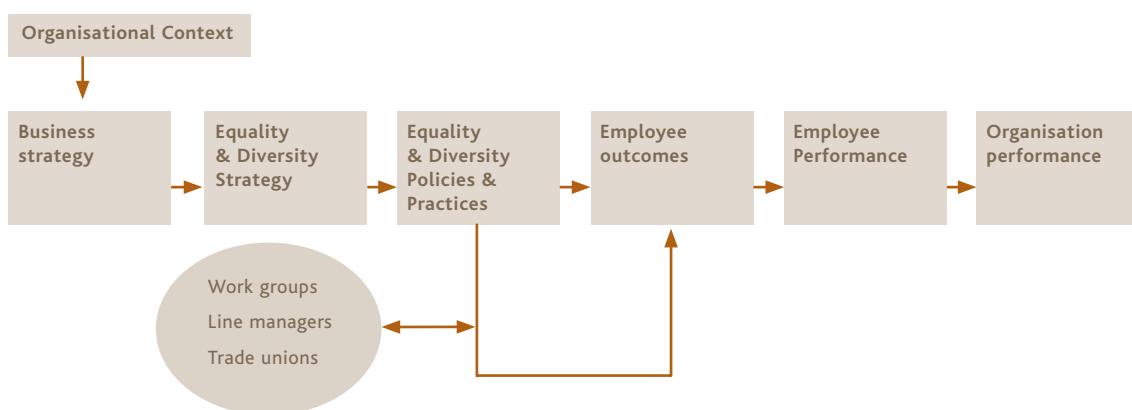 Organisational Context
Business
strategy
Equality
& Diversity
Strategy
Equality
& Diversity
Policies &
Practices
Employee
outcomes
Employee
Performance
Organisation
performance
Work groups
Line managers
Trade unions